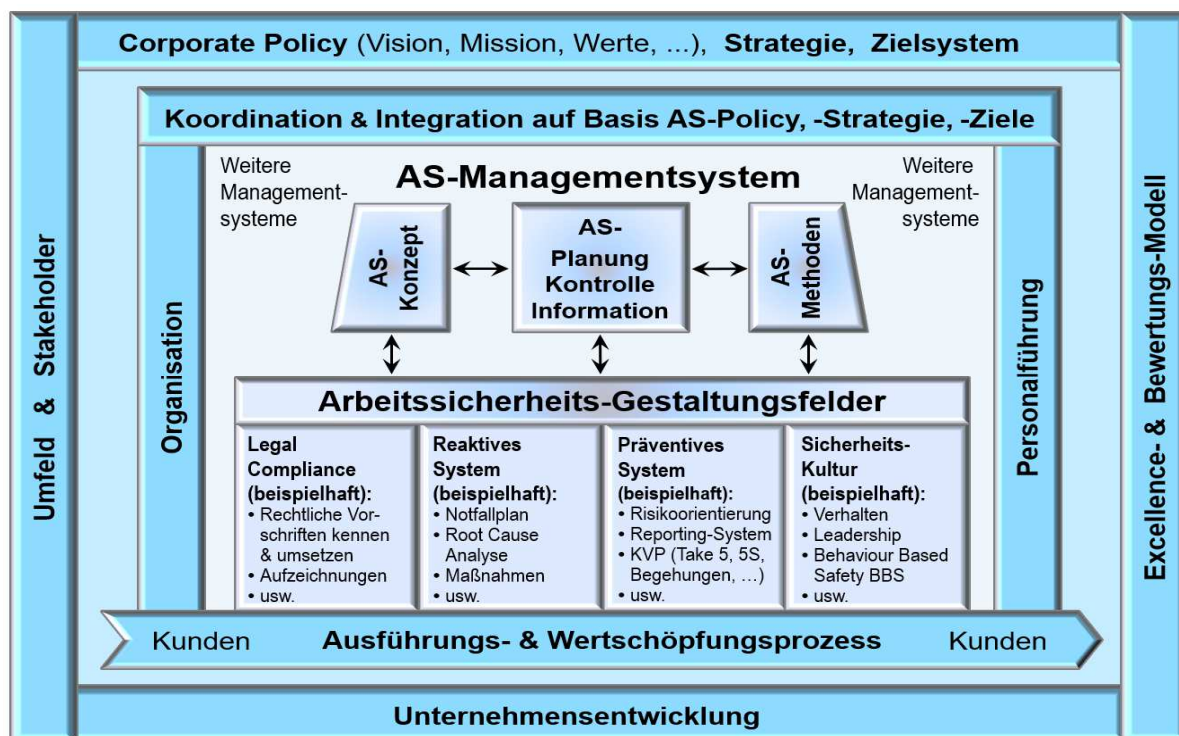 Corporate Policy (Vision, Mission, Werte, ...), Strategie, Zielsystem
Umfeld & Stakeholder
Koordination & Integration auf Basis AS-Policy, -Strategie, -Ziele
Organisation
Weitere
Management-
systeme
AS-Managementsystem
Weitere
Management-
systeme
AS-
Konzept
AS-
Planung
Kontrolle
Information
AS-
Methoden
Arbeitssicherheits-Gestaltungsfelder
Legal
Compliance
(beispielhaft):
• Rechtliche Vor-
schriften kennen
& umsetzen
• Aufzeichnungen
• usw.
Reaktives
System
(beispielhaft):
• Notfallplan
• Root Cause
Analyse
• Maßnahmen
• usw.
Präventives
System
(beispielhaft):
• Risikoorientierung
• Reporting-System
• KVP (Take 5, 5S,
Begehungen, ...)
• usw.
Sicherheits-
Kultur
(beispielhaft):
• Verhalten
• Leadership
• Behaviour Based
Safety BBS
• usw.
Personalführung
Excellence- & Bewertungs-Modell
Kunden
Ausführungs- & Wertschöpfungsprozess
Kunden
Unternehmensentwicklung